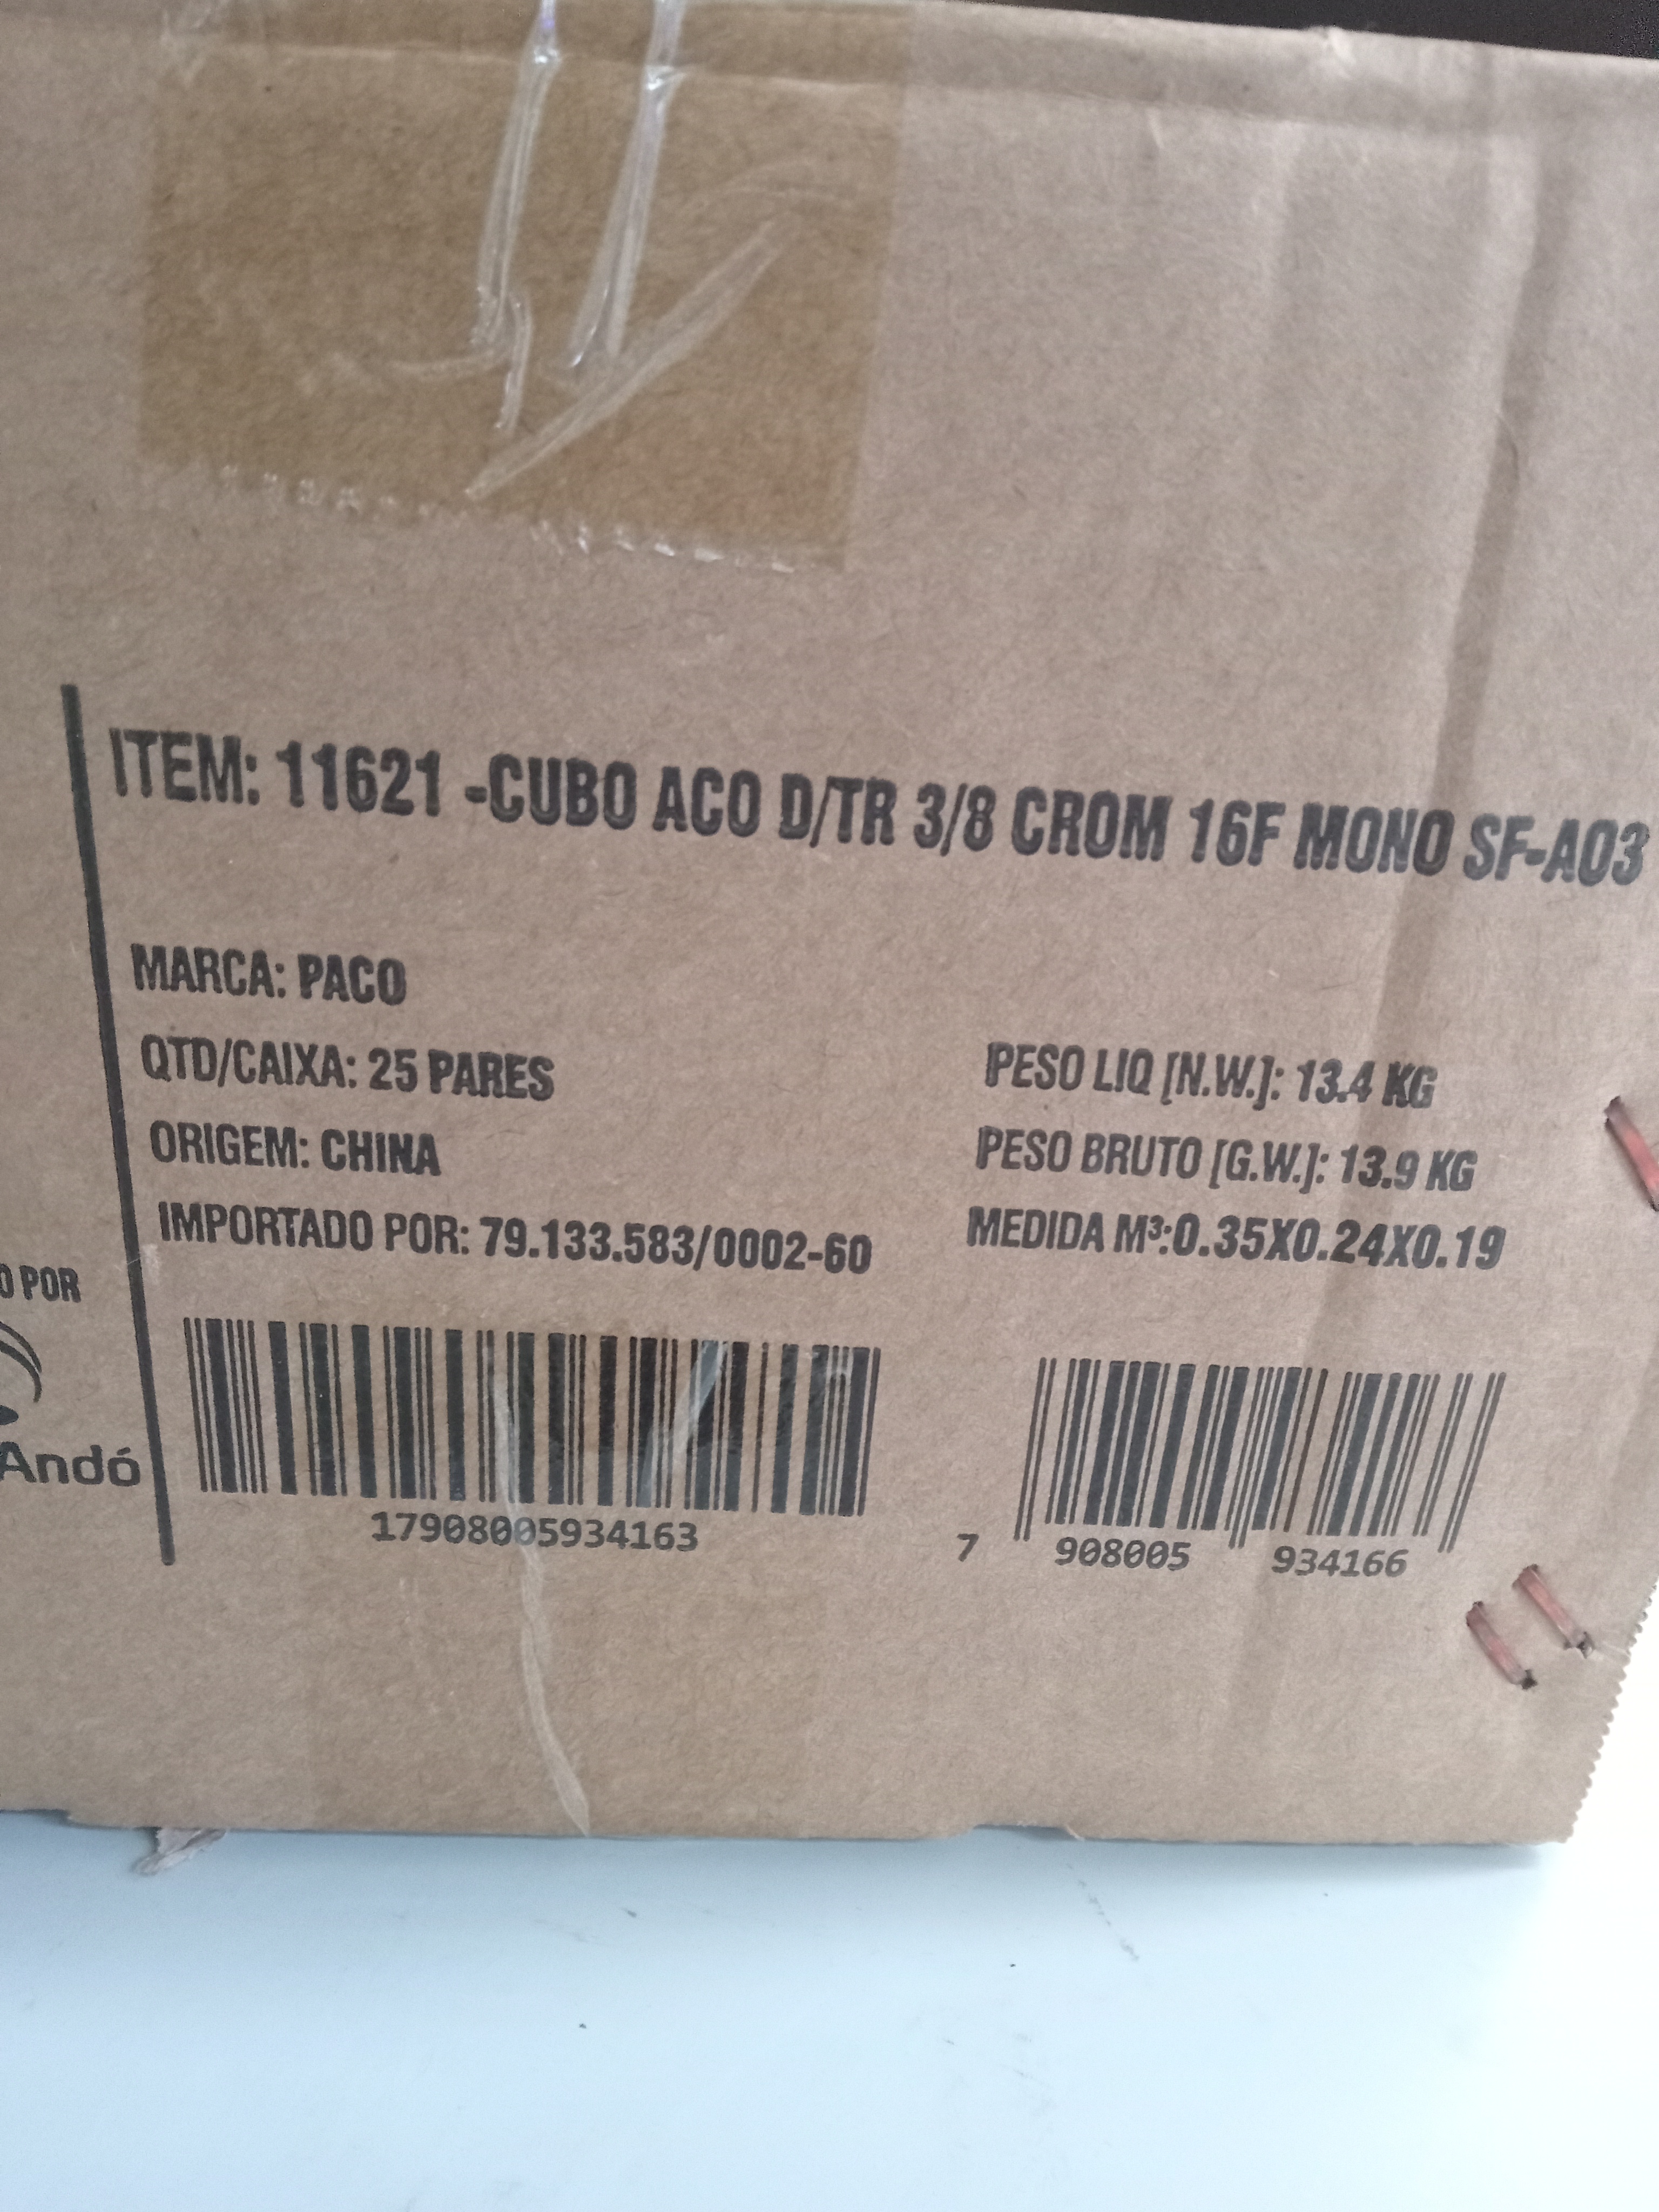 ITEM: 11621 -CUBO ACO D/TR 3/8 CROM 16F MONO SF-A03
MARCA: PACO
QTD/CAIXA: 25 PARES
ORIGEM: CHINA
IMPORTADO POR: 79.133.583/0002-60
PESO LIQ [N.W.]: 13.4 KG
PESO BRUTO [G.W.]: 13.9 KG
MEDIDA M³:0.35X0.24X0.19
O POR
Andó
17908005934163
7 908005 934166